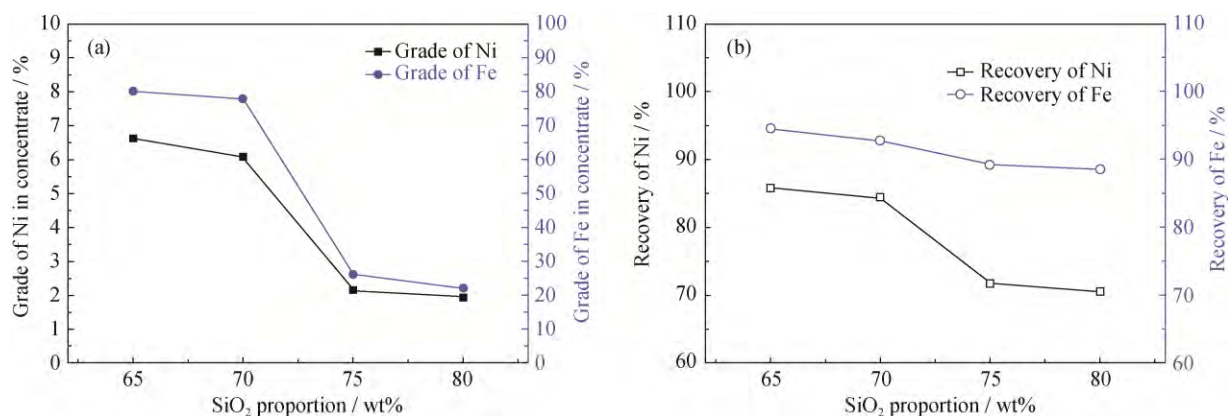 (a)
Grade of Ni
Grade of Fe
Grade of Ni in concentrate / %
10
9
8
7
6
5
4
3
2
1
0
Grade of Fe in concentrate / %
100
90
80
70
60
50
40
30
20
10
0
65 70 75 80
SiO₂ proportion / wt%
(b)
Recovery of Ni
Recovery of Fe
Recovery of Ni / %
110
100
90
80
70
60
Recovery of Fe / %
110
100
90
80
70
60
65 70 75 80
SiO₂ proportion / wt%